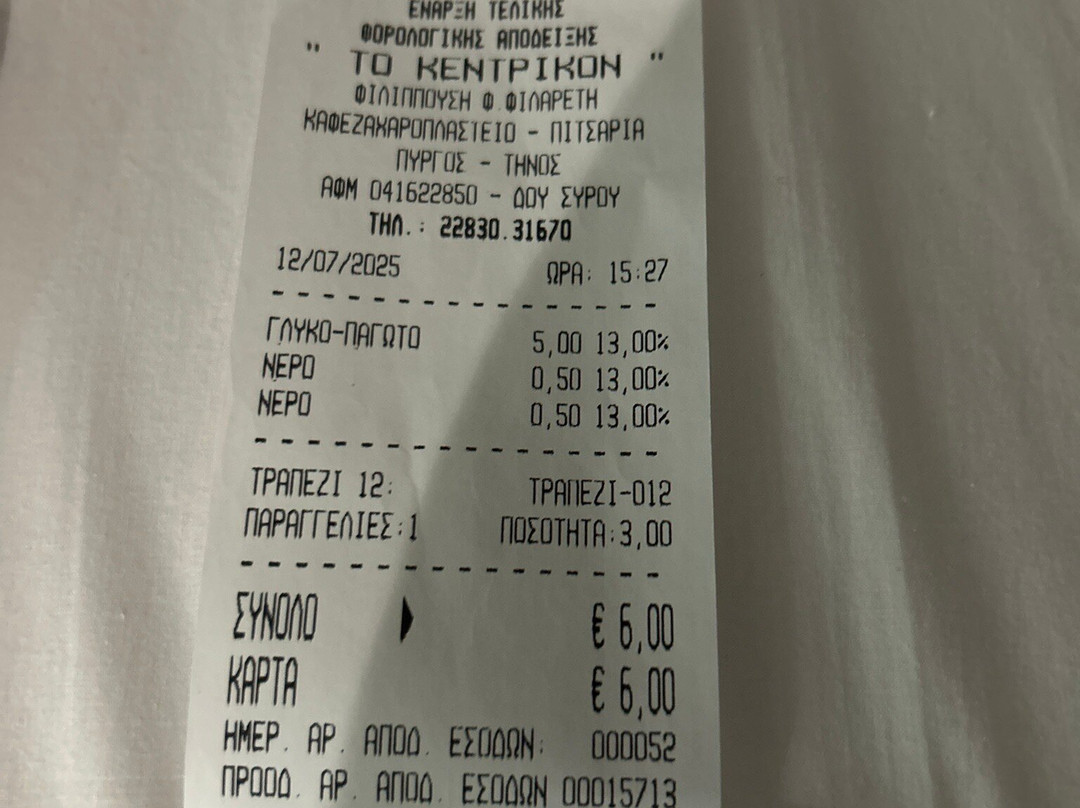 ΕΝΑΡΞΗ ΤΕΛΙΚΗΣ
ΦΟΡΟΛΟΓΙΚΗΣ ΑΠΟΔΕΙΞΗΣ
" ΤΟ ΚΕΝΤΡΙΚΟΝ "
ΦΙΛΙΠΠΟΥΣΗ Φ.ΦΙΛΑΡΕΤΗ
ΚΑΦΕΖΑΧΑΡΟΠΛΑΣΤΕΙΟ - ΠΙΤΣΑΡΙΑ
ΠΥΡΓΟΣ - ΤΗΝΟΣ
ΑΦΜ 041622850 - ΔΟΥ ΣΥΡΟΥ
ΤΗΛ.: 22830.31670
12/07/2025 ΩΡΑ: 15:27
ΓΛΥΚΟ-ΠΑΓΩΤΟ 5,00 13,00%
ΝΕΡΟ 0,50 13,00%
ΝΕΡΟ 0,50 13,00%
ΤΡΑΠΕΖΙ 12: ΤΡΑΠΕΖΙ-012
ΠΑΡΑΓΓΕΛΙΕΣ:1 ΠΟΣΟΤΗΤΑ:3,00
ΣΥΝΟΛΟ € 6,00
ΚΑΡΤΑ € 6,00
ΗΜΕΡ. ΑΡ. ΑΠΟΔ. ΕΣΟΔΩΝ: 000052
ΠΡΟΟΔ. ΑΡ. ΑΠΟΔ. ΕΣΟΔΩΝ 00015713